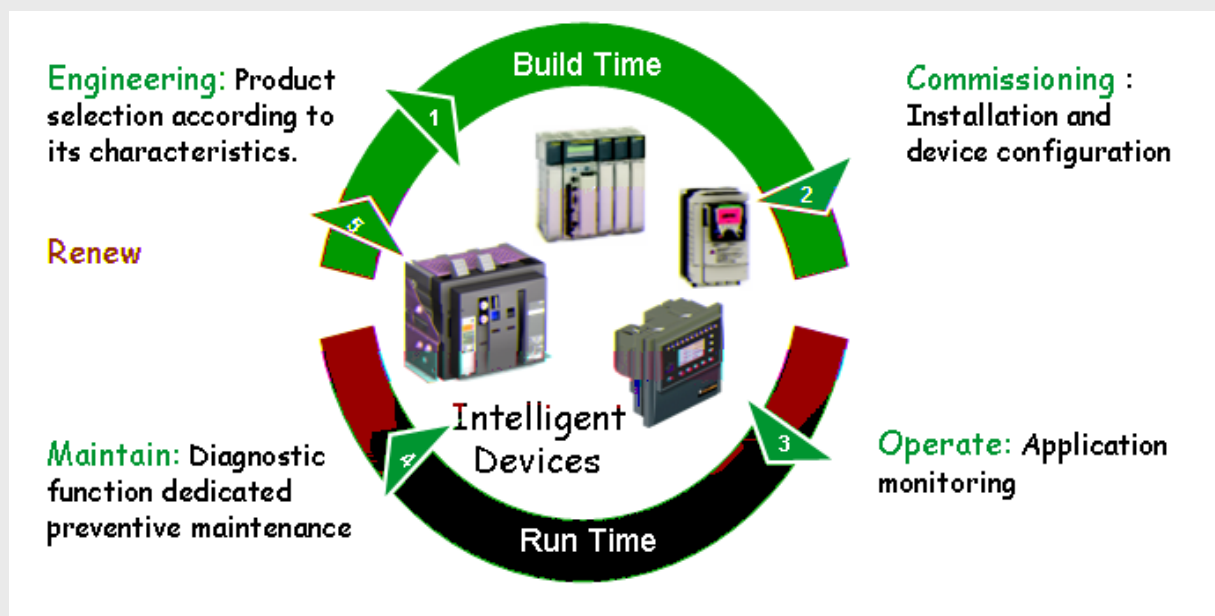 Build Time
Engineering: Product
selection according to
its characteristics.
1
Commissioning :
Installation and
device configuration
2
5
Renew
Intelligent
Devices
3
Operate: Application
monitoring
4
Maintain: Diagnostic
function dedicated
preventive maintenance
Run Time